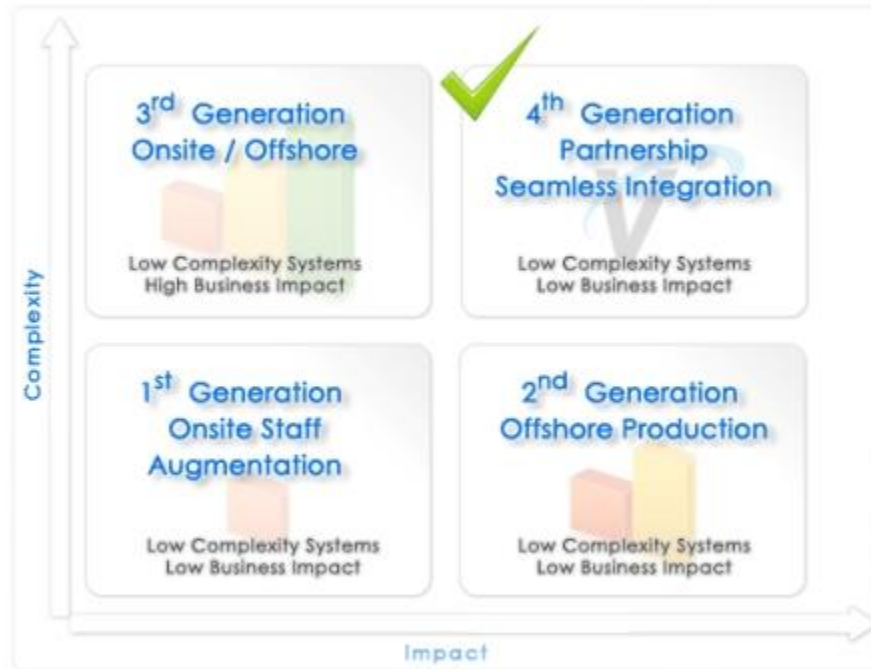 3rd Generation
Onsite / Offshore
Low Complexity Systems
High Business Impact
4th Generation
Partnership
Seamless Integration
Low Complexity Systems
Low Business Impact
Complexity
1st Generation
Onsite Staff
Augmentation
Low Complexity Systems
Low Business Impact
2nd Generation
Offshore Production
Low Complexity Systems
Low Business Impact
Impact